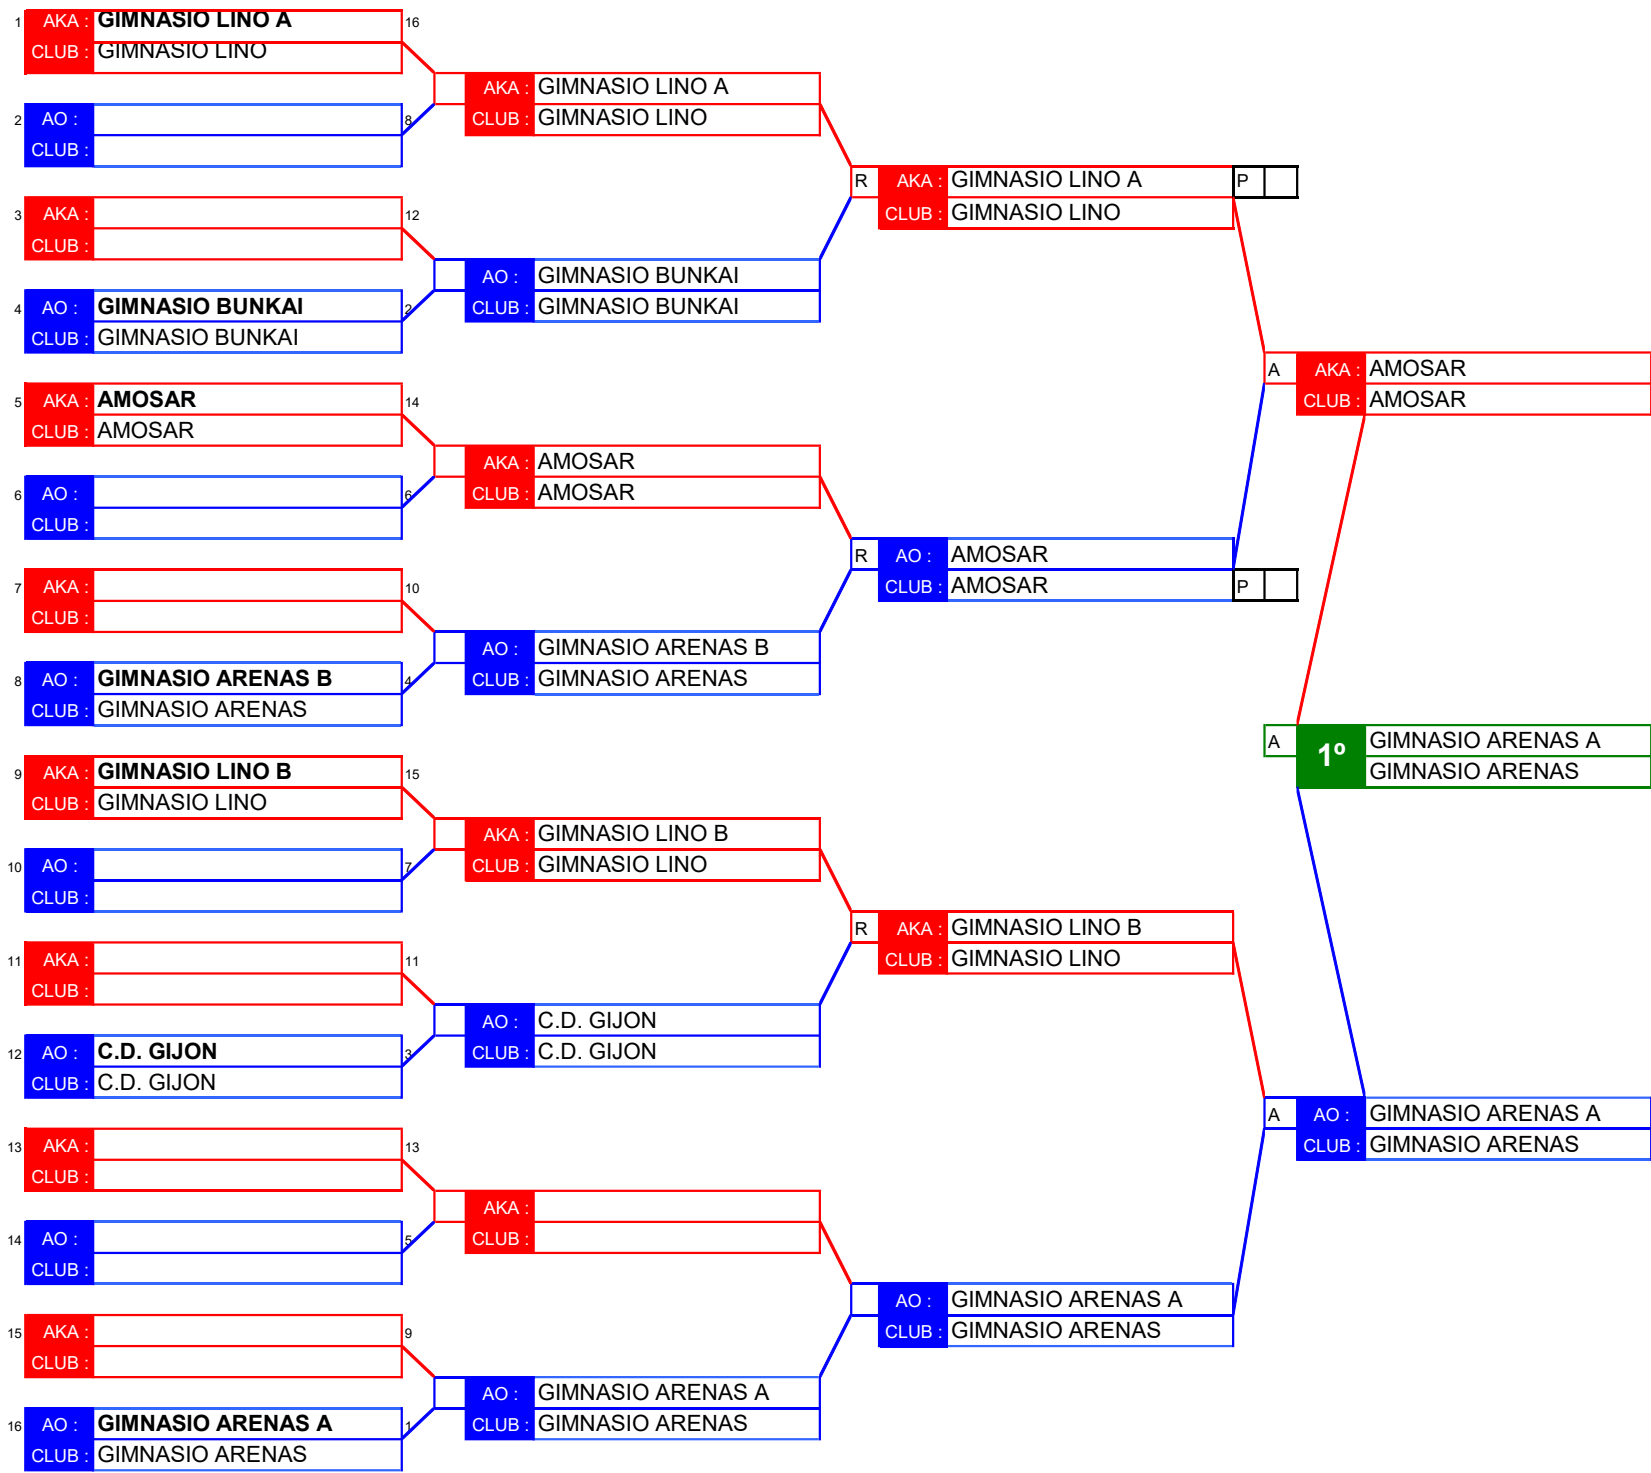 1 AKA : GIMNASIO LINO A 16
CLUB : GIMNASIO LINO
AKA : GIMNASIO LINO A
CLUB : GIMNASIO LINO
2 AO : 8
CLUB :
R AKA : GIMNASIO LINO A P
CLUB : GIMNASIO LINO
3 AKA : 12
CLUB :
AO : GIMNASIO BUNKAI
CLUB : GIMNASIO BUNKAI
4 AO : GIMNASIO BUNKAI 2
CLUB : GIMNASIO BUNKAI
A AKA : AMOSAR
CLUB : AMOSAR
5 AKA : AMOSAR 14
CLUB : AMOSAR
AKA : AMOSAR
CLUB : AMOSAR
6 AO : 6
CLUB :
R AO : AMOSAR
CLUB : AMOSAR P
7 AKA : 10
CLUB :
AO : GIMNASIO ARENAS B
CLUB : GIMNASIO ARENAS
8 AO : GIMNASIO ARENAS B 4
CLUB : GIMNASIO ARENAS
A 1º GIMNASIO ARENAS A
GIMNASIO ARENAS
9 AKA : GIMNASIO LINO B 15
CLUB : GIMNASIO LINO
AKA : GIMNASIO LINO B
CLUB : GIMNASIO LINO
10 AO : 7
CLUB :
R AKA : GIMNASIO LINO B
CLUB : GIMNASIO LINO
11 AKA : 11
CLUB :
AO : C.D. GIJON
CLUB : C.D. GIJON
12 AO : C.D. GIJON 3
CLUB : C.D. GIJON
A AO : GIMNASIO ARENAS A
CLUB : GIMNASIO ARENAS
13 AKA : 13
CLUB :
AKA :
CLUB :
14 AO : 5
CLUB :
AO : GIMNASIO ARENAS A
CLUB : GIMNASIO ARENAS
15 AKA : 9
CLUB :
AO : GIMNASIO ARENAS A
CLUB : GIMNASIO ARENAS
16 AO : GIMNASIO ARENAS A 1
CLUB : GIMNASIO ARENAS